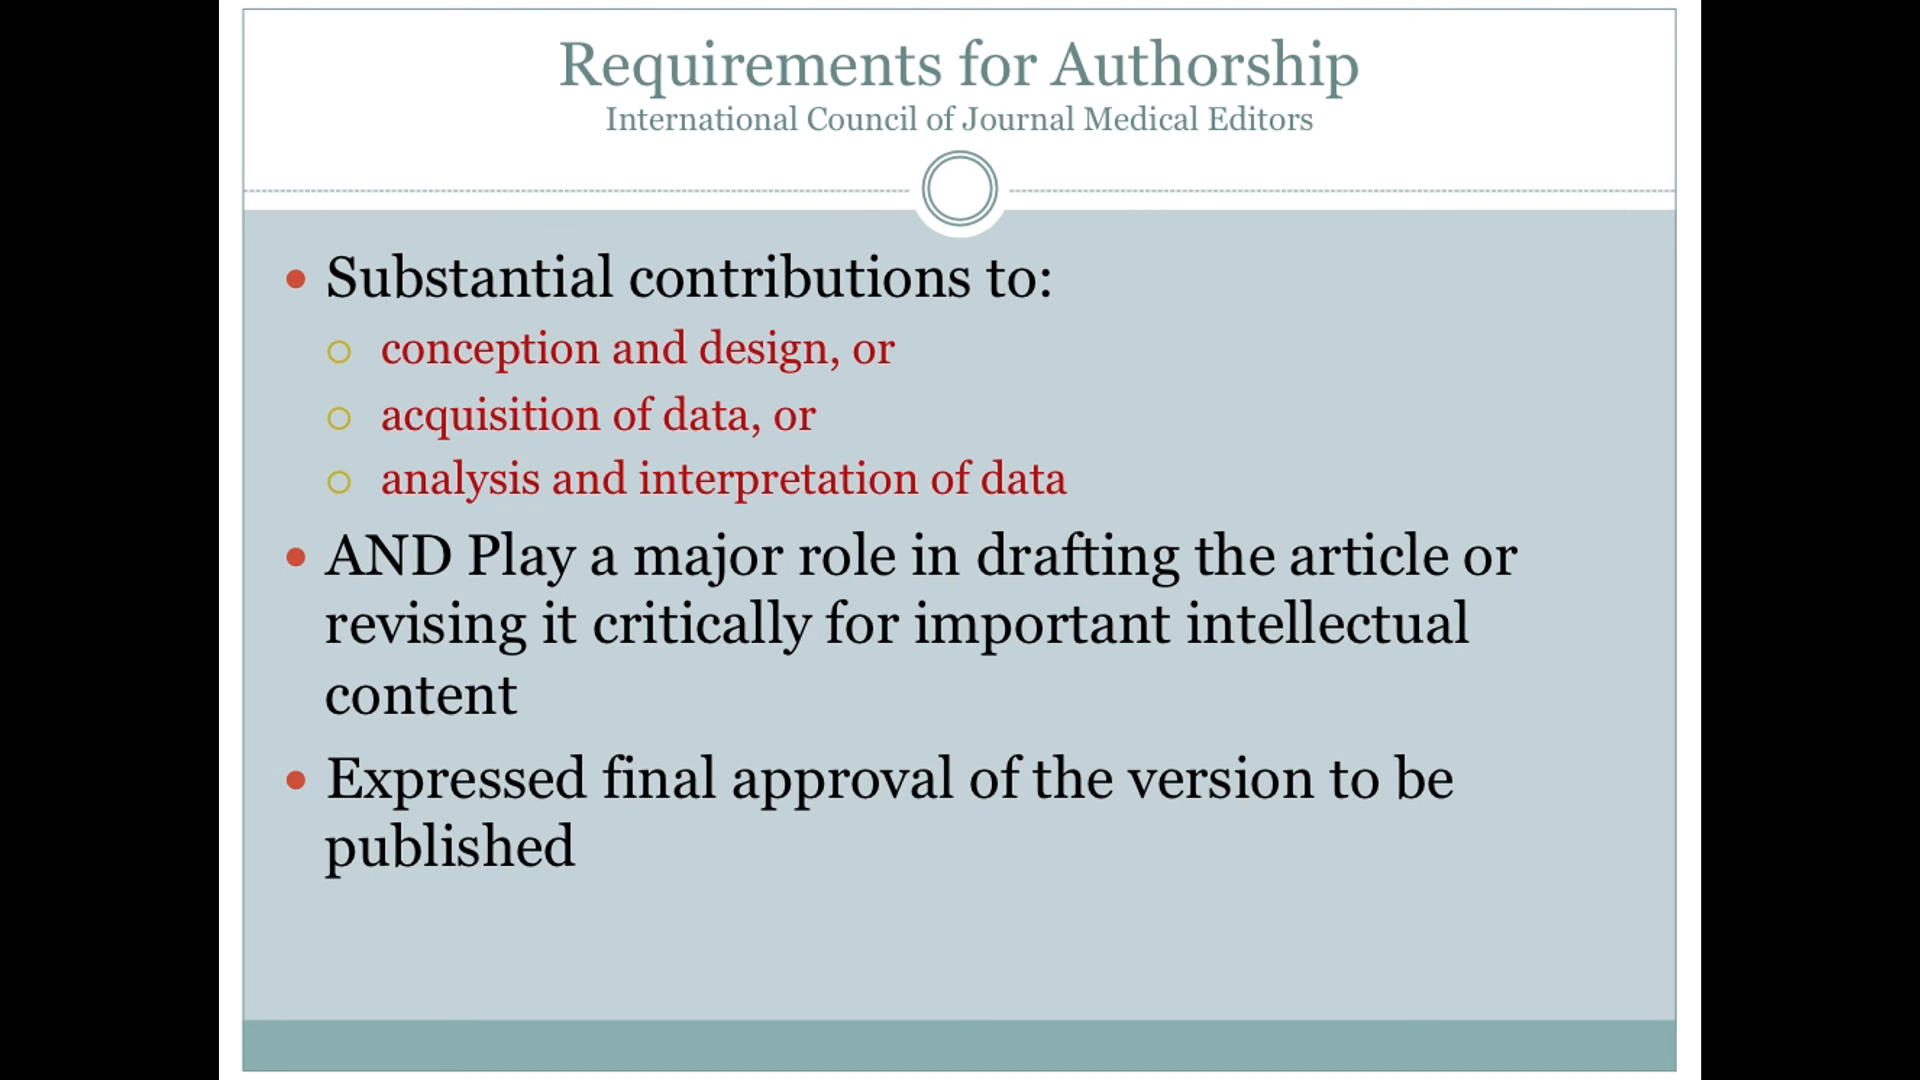 Requirements for Authorship
International Council of Journal Medical Editors
Substantial contributions to:
conception and design, or
acquisition of data, or
analysis and interpretation of data
AND Play a major role in drafting the article or
revising it critically for important intellectual
content
Expressed final approval of the version to be
published